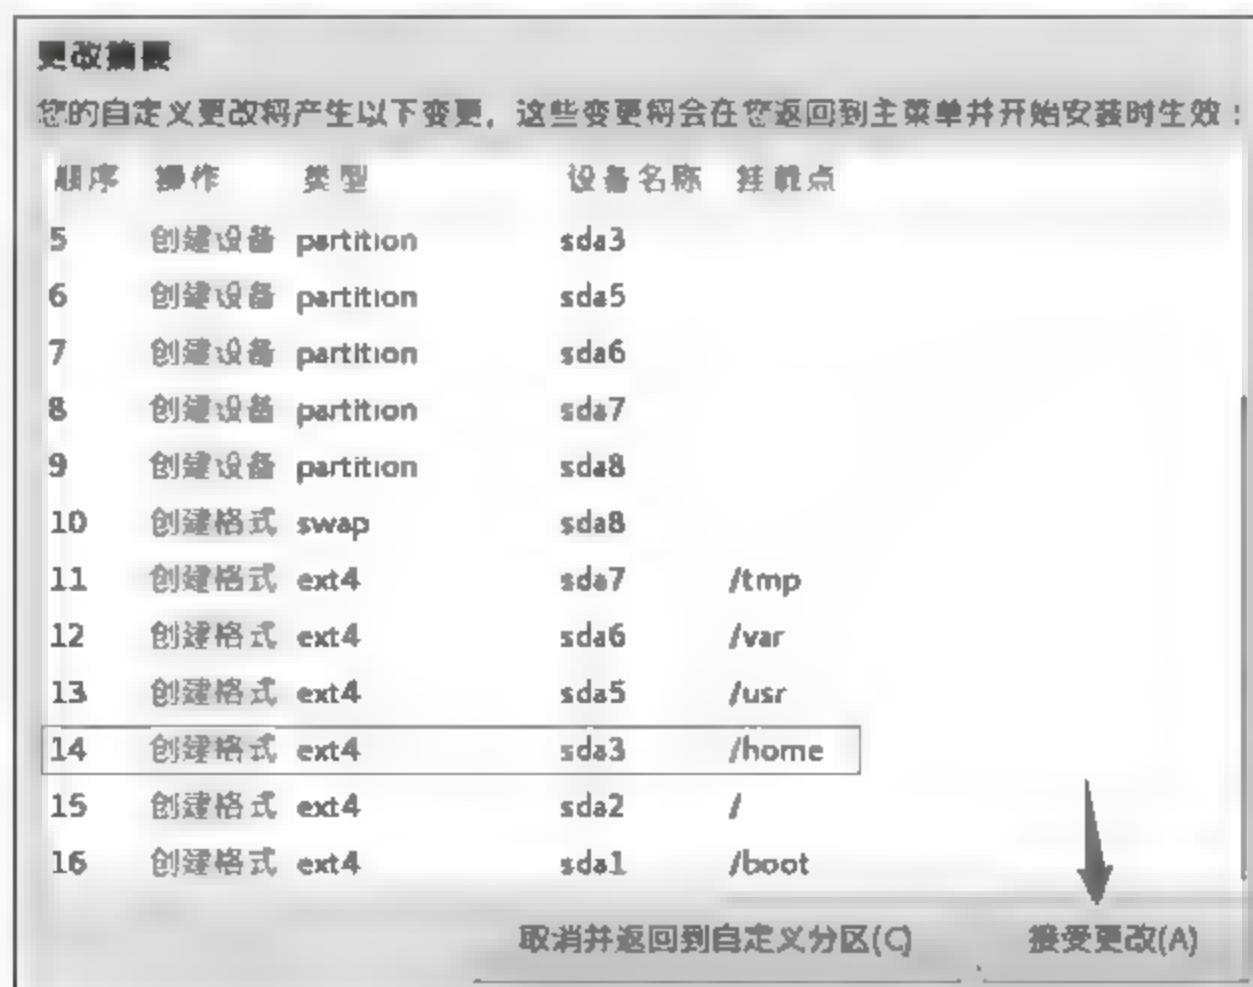 更改摘要
您的自定义更改将产生以下变更，这些变更将会在您返回到主菜单并开始安装时生效：
顺序 操作 类型 设备名称 挂载点
5 创建设备 partition sda3
6 创建设备 partition sda5
7 创建设备 partition sda6
8 创建设备 partition sda7
9 创建设备 partition sda8
10 创建格式 swap sda8
11 创建格式 ext4 sda7 /tmp
12 创建格式 ext4 sda6 /var
13 创建格式 ext4 sda5 /usr
14 创建格式 ext4 sda3 /home
15 创建格式 ext4 sda2 /
16 创建格式 ext4 sda1 /boot
取消并返回到自定义分区(C) 接受更改(A)